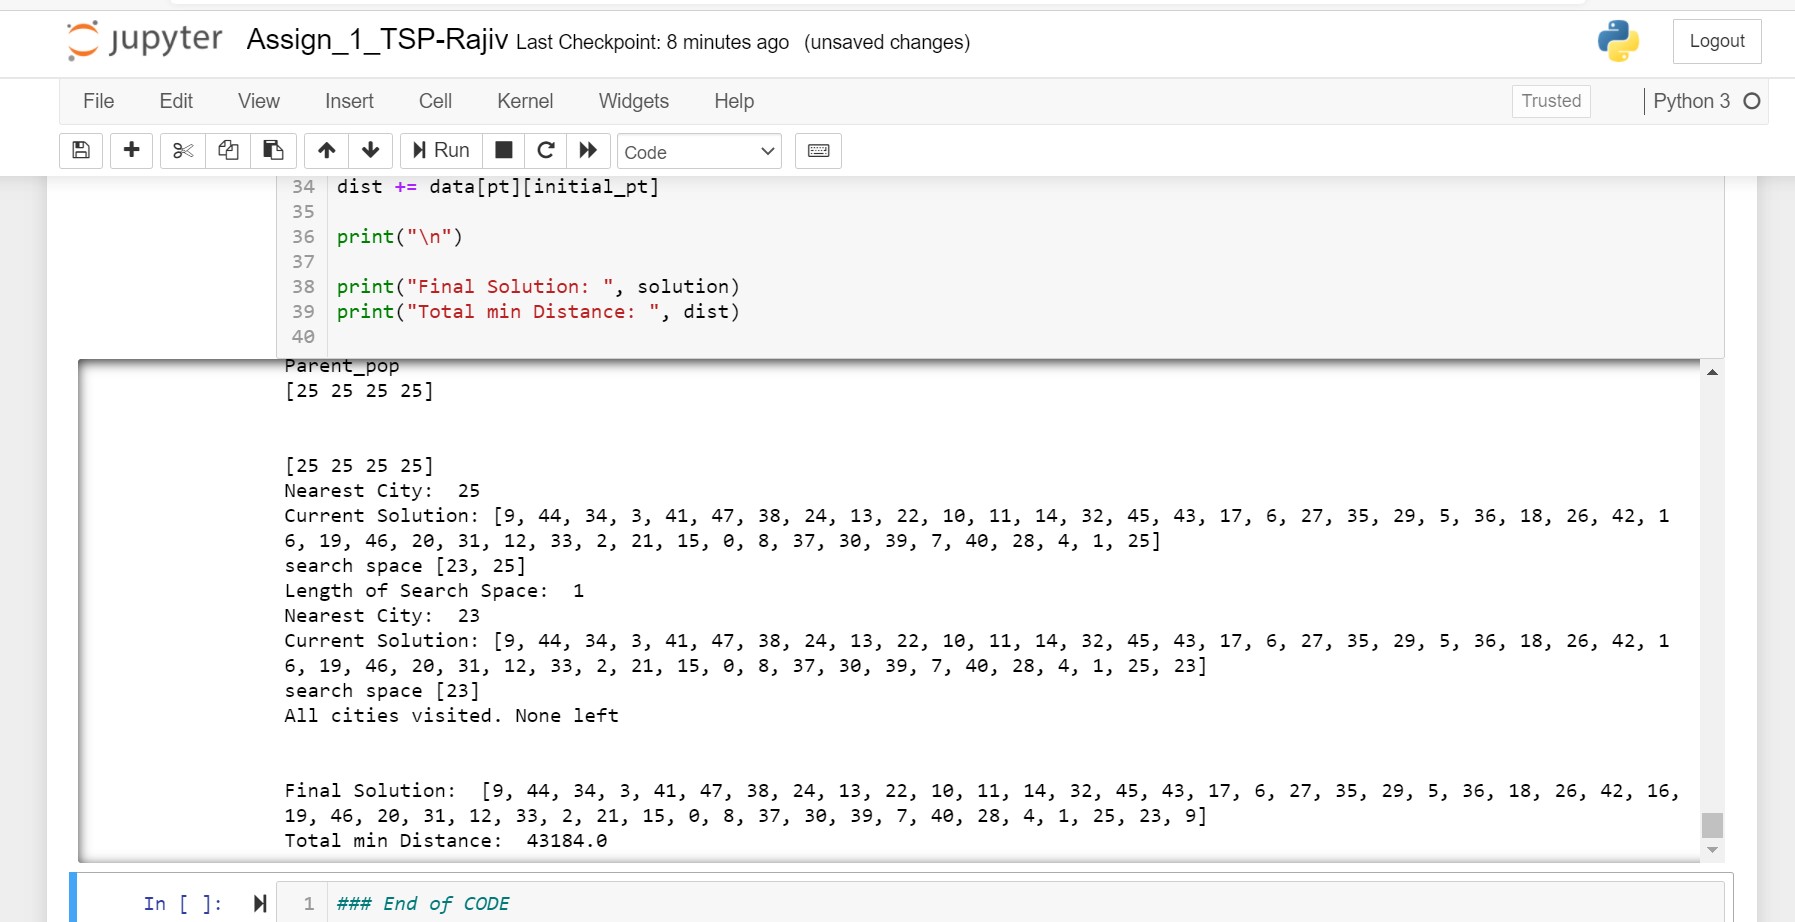 jupyter Assign_1_TSP-Rajiv Last Checkpoint: 8 minutes ago (unsaved changes) Logout
File Edit View Insert Cell Kernel Widgets Help Trusted Python 3
Run Code
34 dist += data[pt][initial_pt]
35
36 print("\n")
37
38 print("Final Solution: ", solution)
39 print("Total min Distance: ", dist)
40
Parent_pop
[25 25 25 25]
[25 25 25 25]
Nearest City:  25
Current Solution: [9, 44, 34, 3, 41, 47, 38, 24, 13, 22, 10, 11, 14, 32, 45, 43, 17, 6, 27, 35, 29, 5, 36, 18, 26, 42, 1
6, 19, 46, 20, 31, 12, 33, 2, 21, 15, 0, 8, 37, 30, 39, 7, 40, 28, 4, 1, 25]
search space [23, 25]
Length of Search Space:  1
Nearest City:  23
Current Solution: [9, 44, 34, 3, 41, 47, 38, 24, 13, 22, 10, 11, 14, 32, 45, 43, 17, 6, 27, 35, 29, 5, 36, 18, 26, 42, 1
6, 19, 46, 20, 31, 12, 33, 2, 21, 15, 0, 8, 37, 30, 39, 7, 40, 28, 4, 1, 25, 23]
search space [23]
All cities visited. None left
Final Solution:  [9, 44, 34, 3, 41, 47, 38, 24, 13, 22, 10, 11, 14, 32, 45, 43, 17, 6, 27, 35, 29, 5, 36, 18, 26, 42, 16,
19, 46, 20, 31, 12, 33, 2, 21, 15, 0, 8, 37, 30, 39, 7, 40, 28, 4, 1, 25, 23, 9]
Total min Distance:  43184.0
In [ ]: 1 ### End of CODE